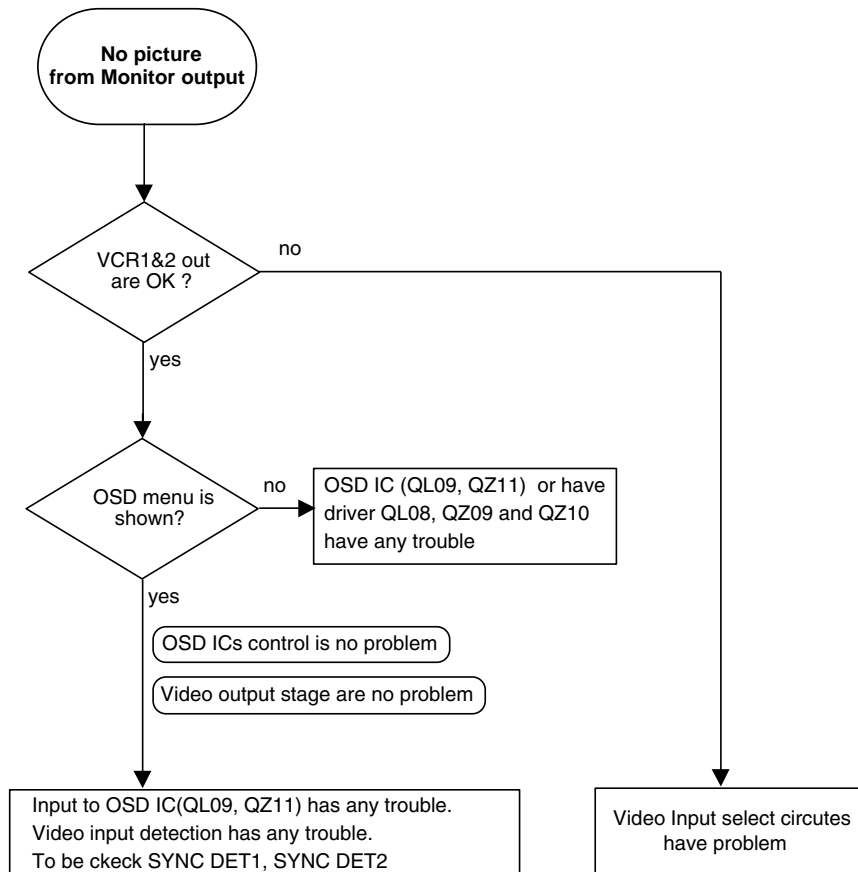 No picture
from Monitor output
VCR1&2 out
are OK ?
no
yes
OSD menu is
shown?
no
OSD IC (QL09, QZ11) or have
driver QL08, QZ09 and QZ10
have any trouble
yes
OSD ICs control is no problem
Video output stage are no problem
Input to OSD IC(QL09, QZ11) has any trouble.
Video input detection has any trouble.
To be ckeck SYNC DET1, SYNC DET2
Video Input select circutes
have problem